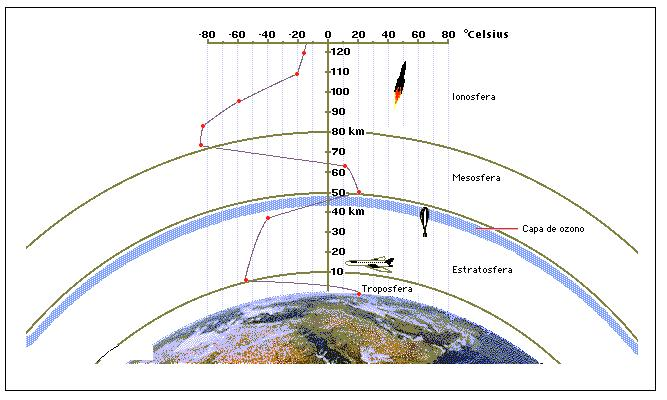 -80 -60 -40 -20 0 20 40 60 80 °Celsius
120
110
100
Ionosfera
90
80 km
70
Mesosfera
60
50
40 km
Capa de ozono
30
20
Estratosfera
10
Troposfera